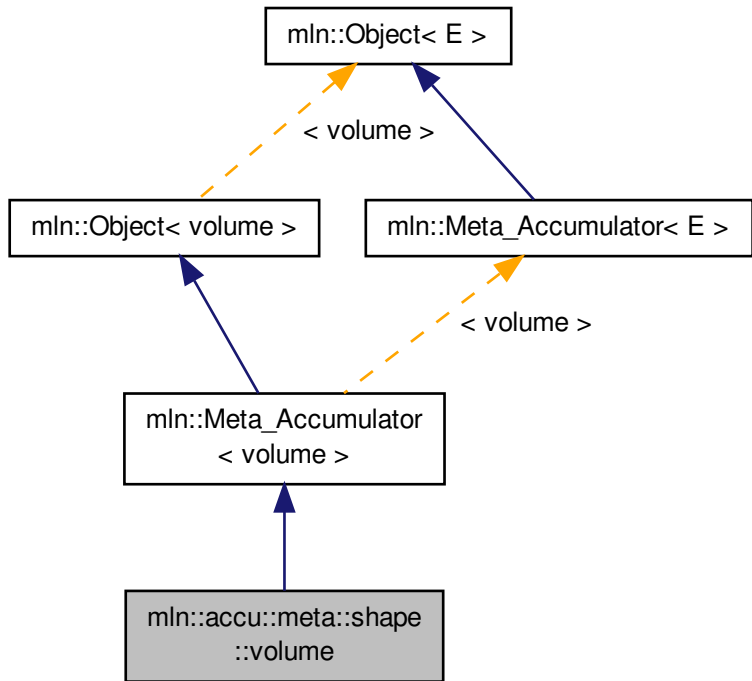 mln::Object< E >
< volume >
mln::Object< volume >
mln::Meta_Accumulator< E >
< volume >
mln::Meta_Accumulator
< volume >
mln::accu::meta::shape
::volume